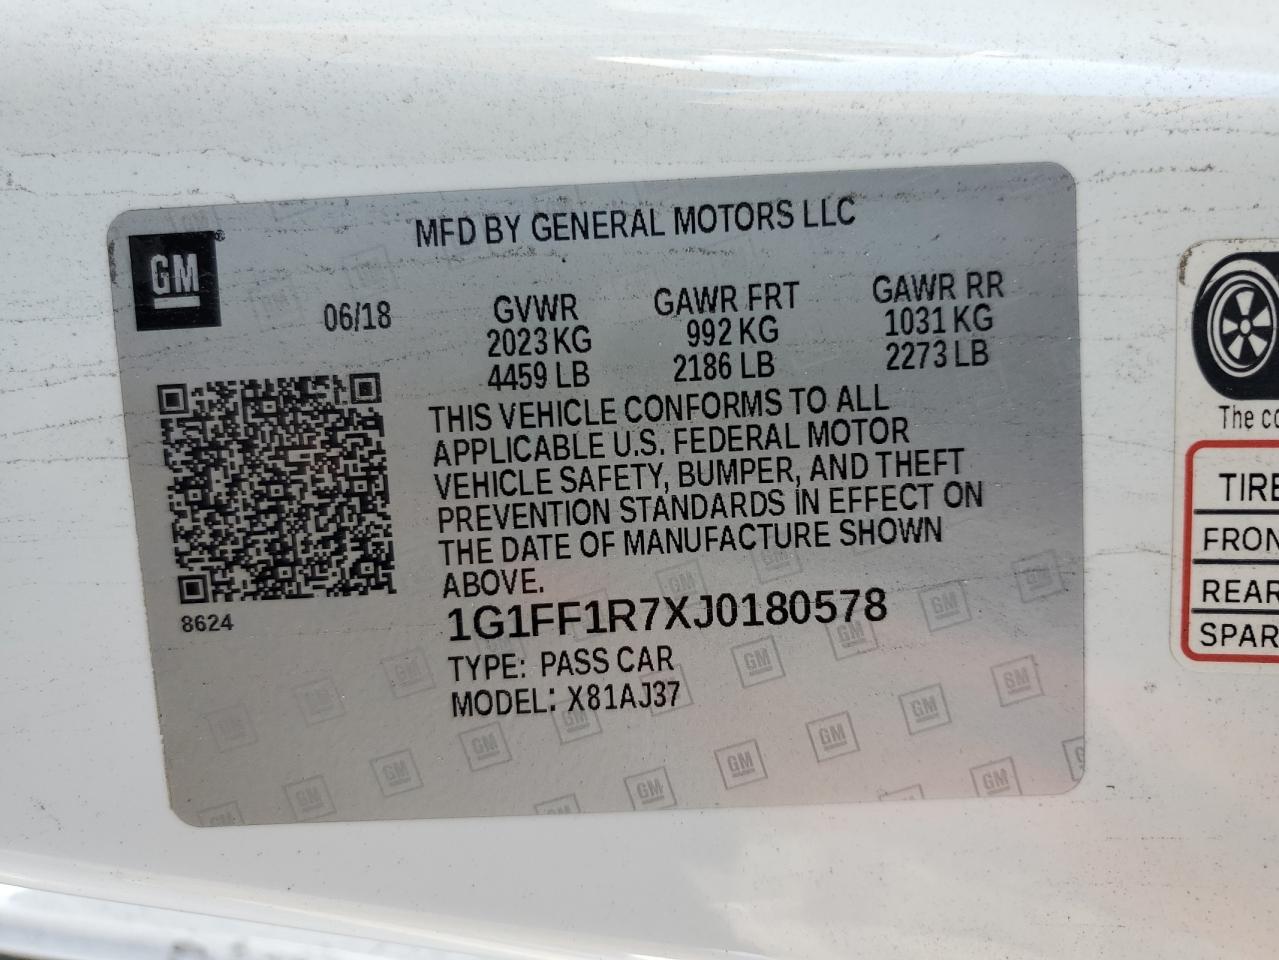 MFD BY GENERAL MOTORS LLC
GM
06/18
GVWR GAWR FRT GAWR RR
2023 KG 992 KG 1031 KG
4459 LB 2186 LB 2273 LB
THIS VEHICLE CONFORMS TO ALL
APPLICABLE U.S. FEDERAL MOTOR
VEHICLE SAFETY, BUMPER, AND THEFT
PREVENTION STANDARDS IN EFFECT ON
THE DATE OF MANUFACTURE SHOWN
ABOVE.
8624
1G1FF1R7XJ0180578
TYPE: PASS CAR
MODEL: X81AJ37
The
TIRE
REAR